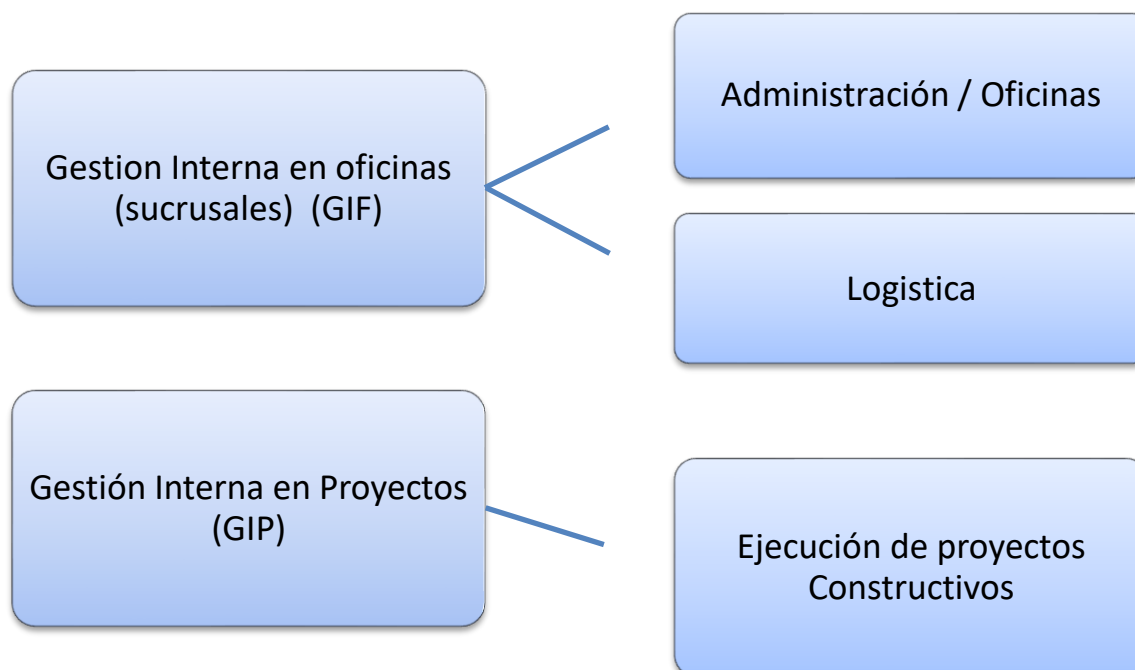 Gestion Interna en oficinas
(sucrusales) (GIF)
Administración / Oficinas
Logistica
Gestión Interna en Proyectos
(GIP)
Ejecución de proyectos
Constructivos